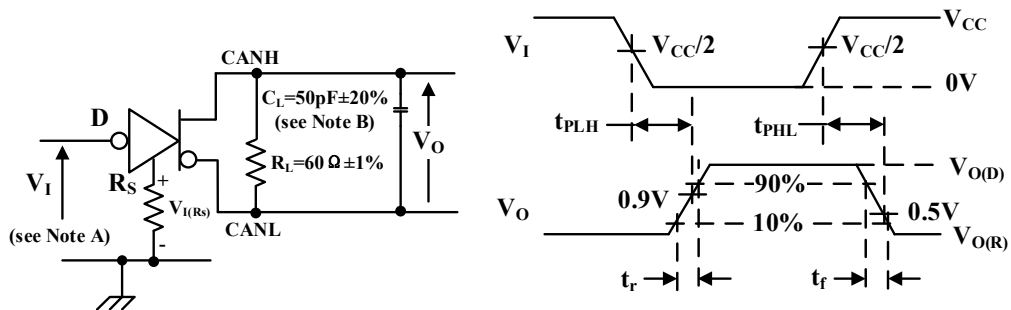 CANH
D
C_L=50pF±20%
(see Note B)
V_O
R_L=60Ω±1%
V_I
R_S
+
V_I(Rs)
-
(see Note A)
CANL
V_I
V_CC/2
V_CC/2
V_CC
0V
t_PLH
t_PHL
V_O
0.9V
90%
10%
0.5V
V_O(D)
V_O(R)
t_r
t_f